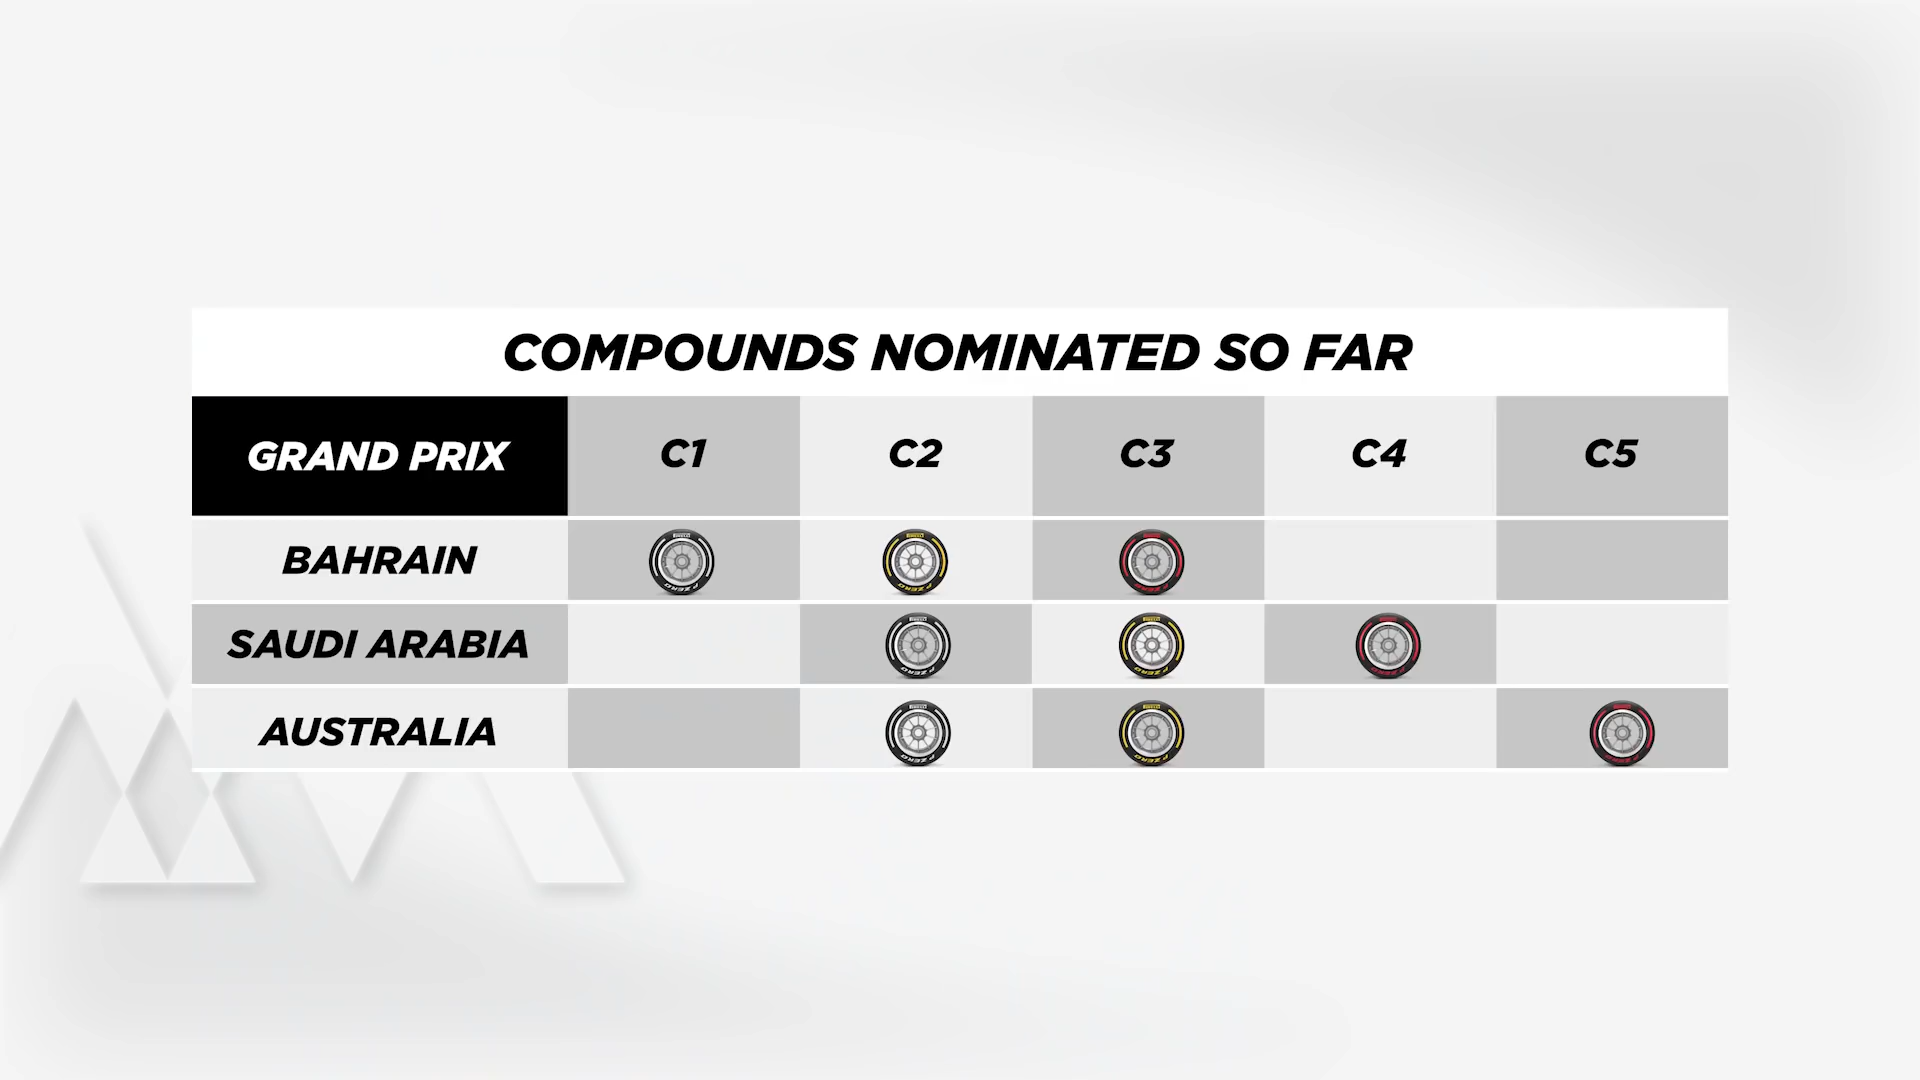 COMPOUNDS NOMINATED SO FAR
GRAND PRIX C1 C2 C3 C4 C5
BAHRAIN
SAUDI ARABIA
AUSTRALIA